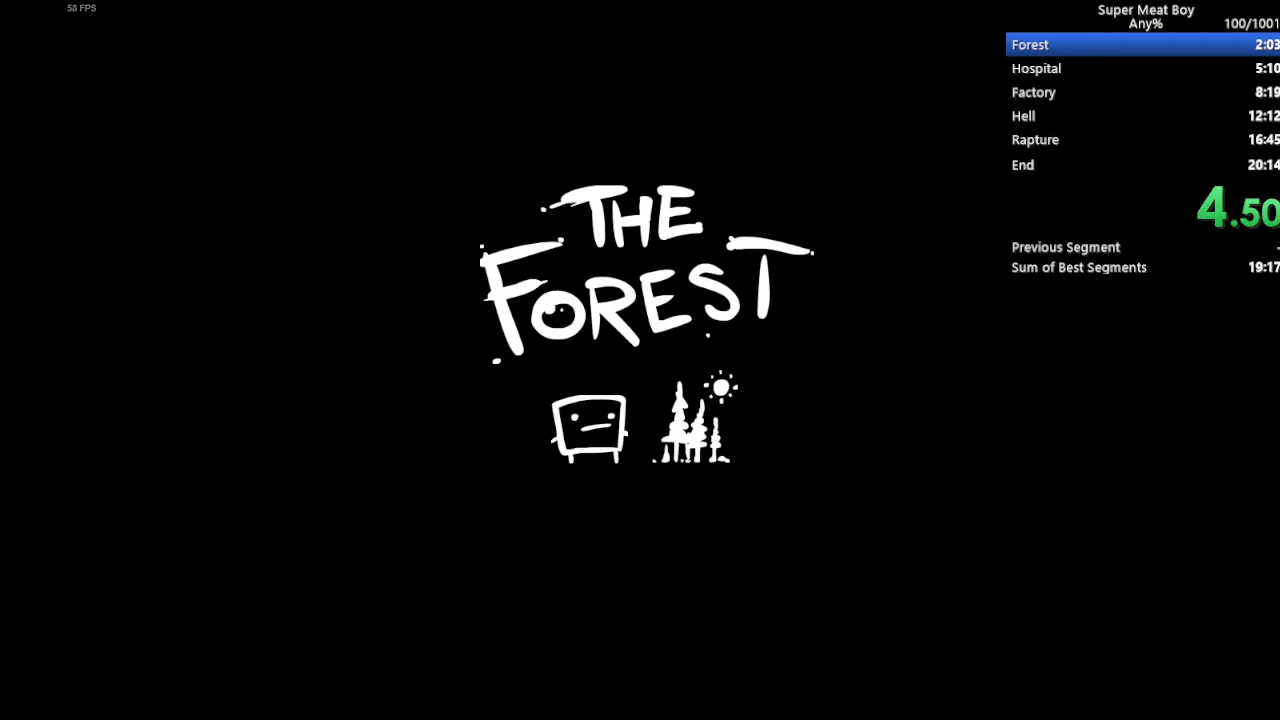 58 FPS
Super Meat Boy
Any% 100/1001
Forest 2:03
Hospital 5:10
Factory 8:19
Hell 12:12
Rapture 16:45
End 20:14
4.50
Previous Segment -
Sum of Best Segments 19:17
THE
FOREST